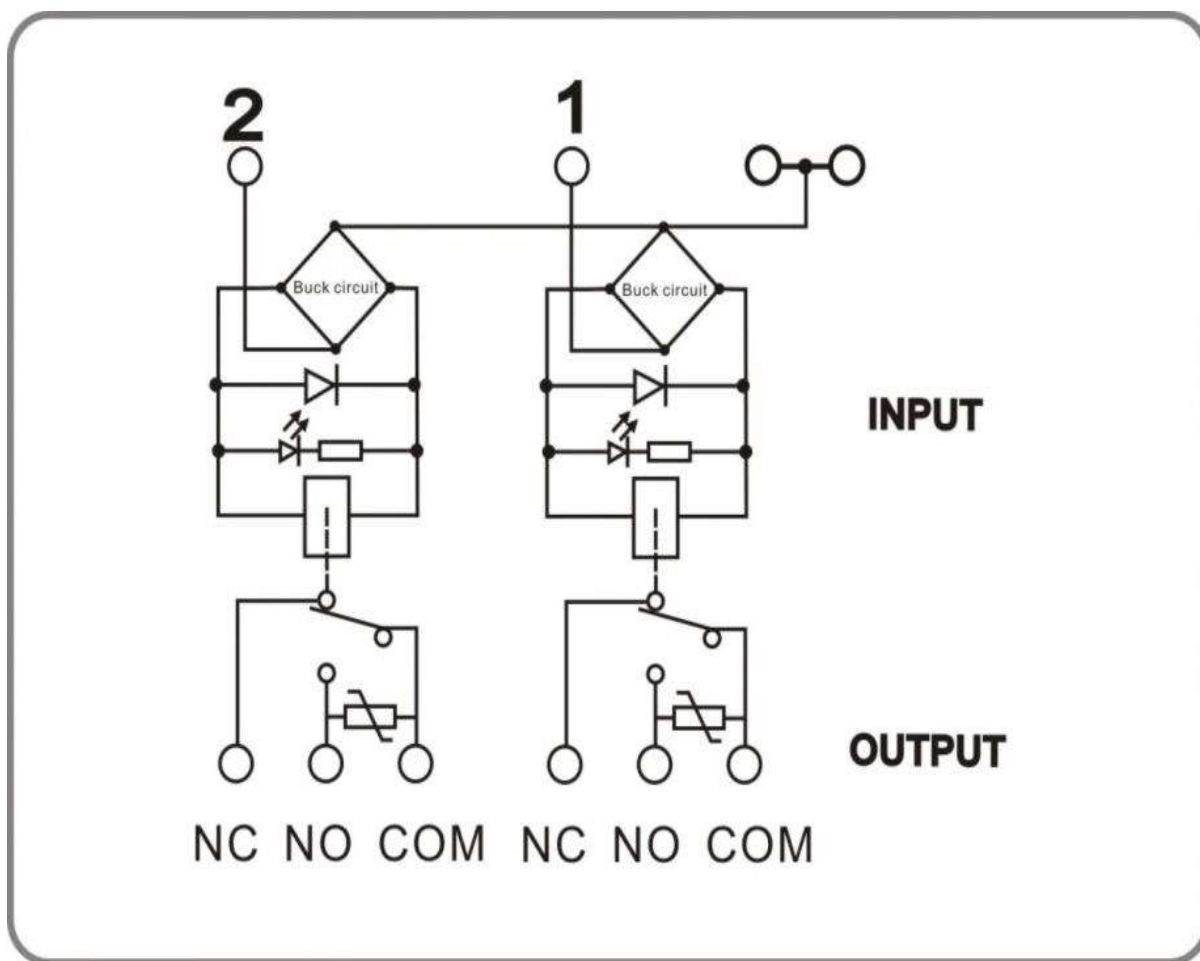 2 1
Buck circuit Buck circuit
INPUT
OUTPUT
NC NO COM NC NO COM